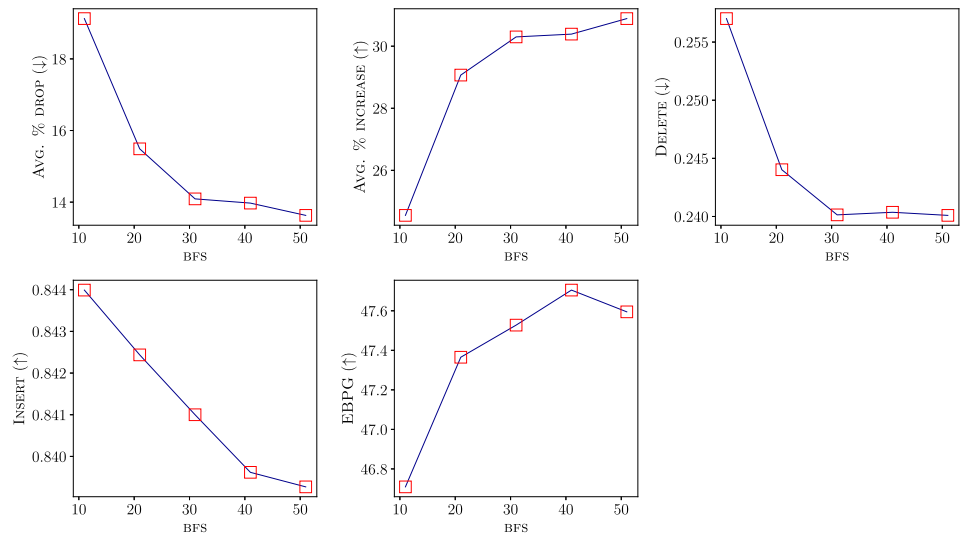 AVG. % DROP (↓)
18
16
14
10 20 30 40 50
BFS
AVG. % INCREASE (↑)
30
28
26
10 20 30 40 50
BFS
DELETE (↓)
0.255
0.250
0.245
0.240
10 20 30 40 50
BFS
INSERT (↑)
0.844
0.843
0.842
0.841
0.840
10 20 30 40 50
BFS
EBPG (↑)
47.6
47.4
47.2
47.0
46.8
10 20 30 40 50
BFS